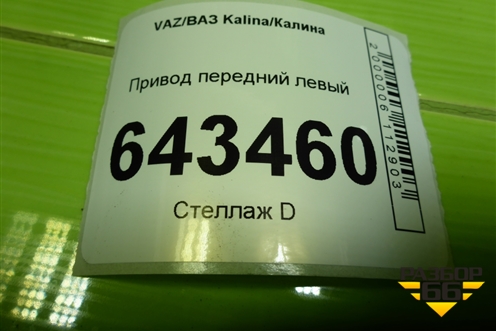 VAZ/ВАЗ Kalina/Калина
Привод передний левый
643460
Стеллаж D
2000006112903
РАЗБОР
66